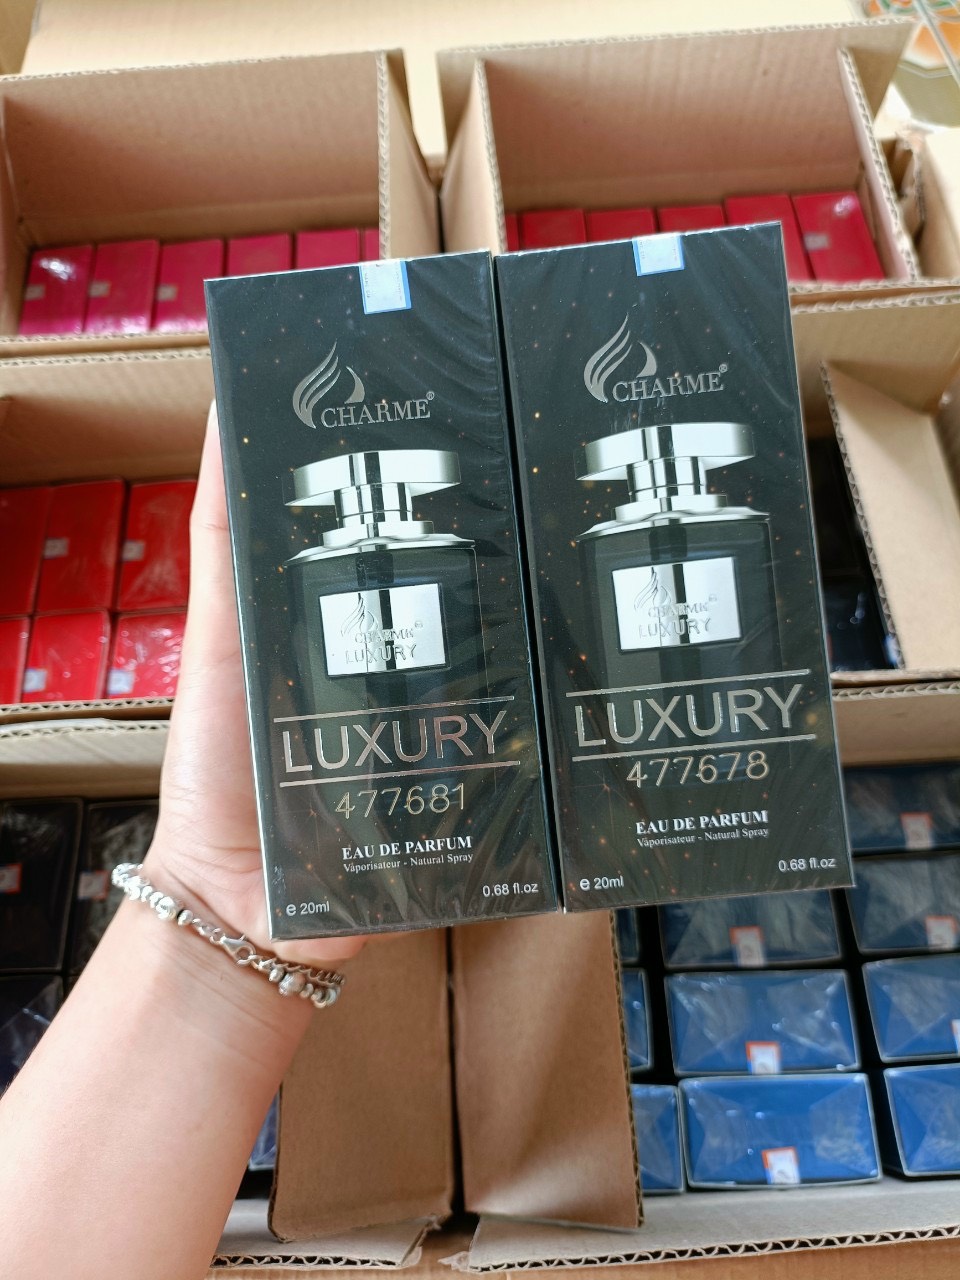 CHARME®
CHARME®
LUXURY
LUXURY
477681
EAU DE PARFUM
Vaporisateur - Natural Spray
e 20ml
0.68 fl.oz
CHARME®
CHARME®
LUXURY
LUXURY
477678
EAU DE PARFUM
Vaporisateur - Natural Spray
e 20ml
0.68 fl.oz